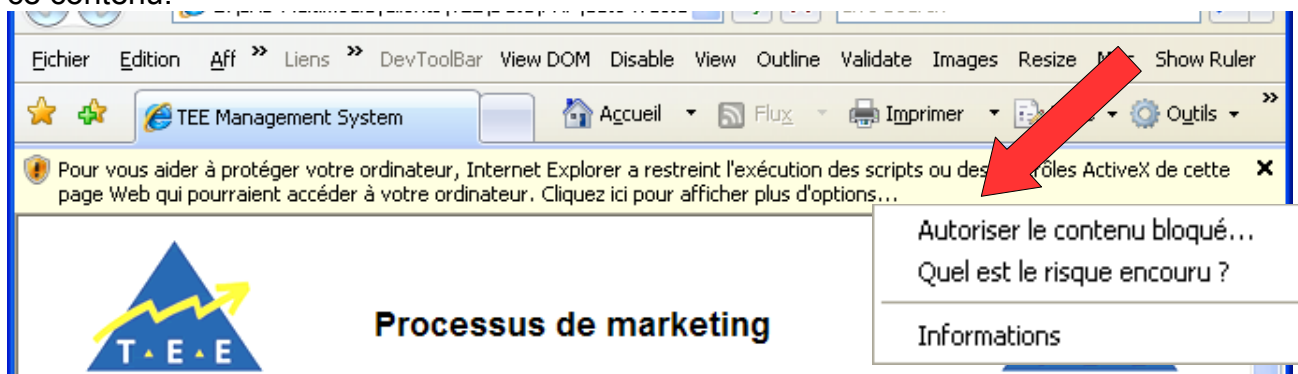 ce contenu.
Fichier Edition Aff » Liens » DevToolBar View DOM Disable View Outline Validate Images Resize Show Ruler
TEE Management System Accueil Flux Imprimer Outils »
Pour vous aider à protéger votre ordinateur, Internet Explorer a restreint l'exécution des scripts ou des ActiveX de cette
page Web qui pourraient accéder à votre ordinateur. Cliquez ici pour afficher plus d'options...
Autoriser le contenu bloqué...
Quel est le risque encouru ?
Informations
Processus de marketing
T E E